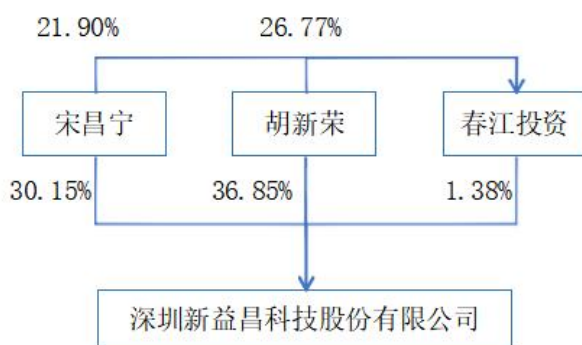 21.90% 26.77%
宋昌宁 胡新荣 春江投资
30.15% 36.85% 1.38%
深圳新益昌科技股份有限公司